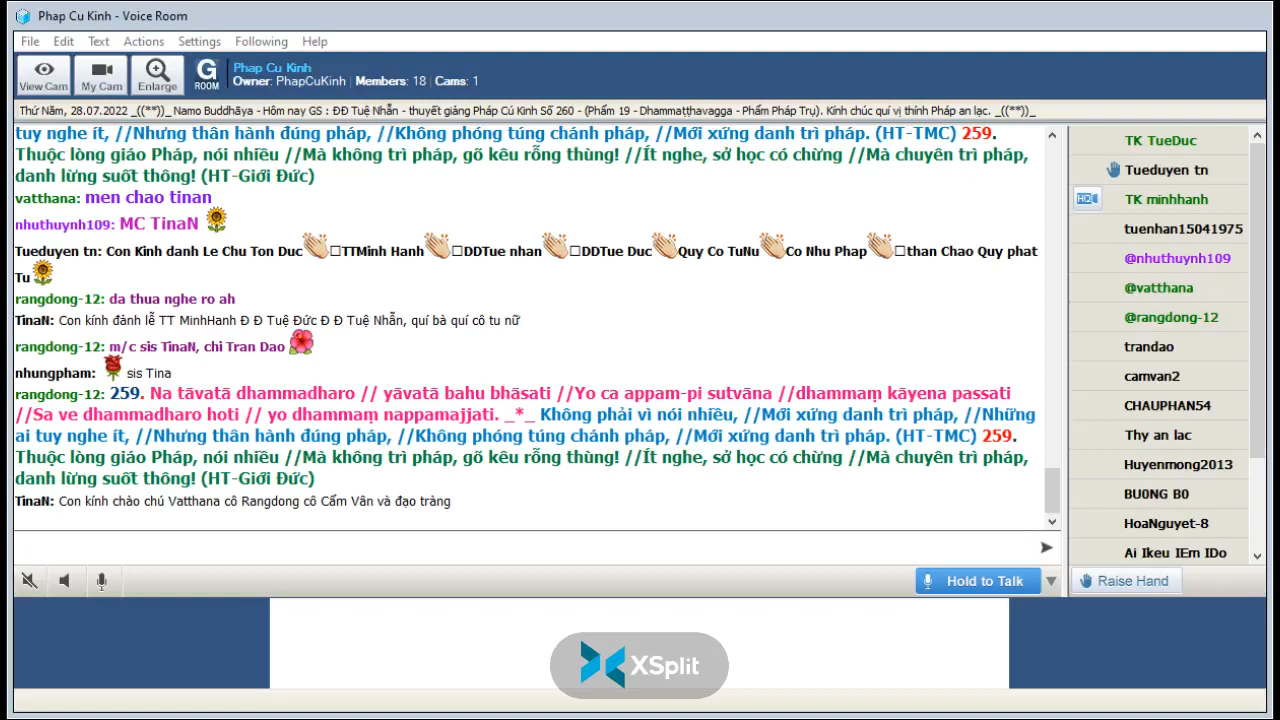 Phap Cu Kinh - Voice Room
File Edit Text Actions Settings Following Help
View Cam My Cam Enlarge G ROOM
Phap Cu Kinh
Owner: PhapCuKinh | Members: 18 | Cams: 1
Thứ Năm, 28.07.2022 _((**))_ Namo Buddhāya - Hôm nay GS : ĐĐ Tuệ Nhẫn - thuyết giảng Pháp Cú Kinh Số 260 - (Phẩm 19 - Dhammaṭṭhavagga - Phẩm Pháp Trụ). Kính chúc quí vị thính Pháp an lạc. _((**))_
tuy nghe ít, //Nhưng thân hành đúng pháp, //Không phóng túng chánh pháp, //Mới xứng danh trì pháp. (HT-TMC) 259.
Thuộc lòng giáo Pháp, nói nhiều //Mà không trì pháp, gõ kêu rỗng thùng! //Ít nghe, sở học có chừng //Mà chuyên trì pháp,
danh lừng suốt thông! (HT-Giới Đức)
vatthana: men chao tinan
nhuthuynh109: MC TinaN
Tueduyen tn: Con Kinh danh Le Chu Ton Duc TTMinh Hanh DDTue nhan DDTue Duc Quy Co TuNu Co Nhu Phap than Chao Quy phat
Tu
rangdong-12: da thua nghe ro ah
TinaN: Con kính đảnh lễ TT MinhHanh Đ Đ Tuệ Đức Đ Đ Tuệ Nhẫn, quí bà quí cô tu nữ
rangdong-12: m/c sis TinaN, chi Tran Dao
nhungpham: sis Tina
rangdong-12: 259. Na tāvatā dhammadharo // yāvatā bahu bhāsati //Yo ca appam-pi sutvāna //dhammaṃ kāyena passati
//Sa ve dhammadharo hoti // yo dhammaṃ nappamajjati. _*_ Không phải vì nói nhiều, //Mới xứng danh trì pháp, //Những
ai tuy nghe ít, //Nhưng thân hành đúng pháp, //Không phóng túng chánh pháp, //Mới xứng danh trì pháp. (HT-TMC) 259.
Thuộc lòng giáo Pháp, nói nhiều //Mà không trì pháp, gõ kêu rỗng thùng! //Ít nghe, sở học có chừng //Mà chuyên trì pháp,
danh lừng suốt thông! (HT-Giới Đức)
TinaN: Con kính chào chú Vatthana cô Rangdong cô Cẩm Vân và đạo tràng
TK TueDuc
Tueduyen tn
HQ TK minhhanh
tuenhan15041975
@nhuthuynh109
@vatthana
@rangdong-12
trandao
camvan2
CHAUPHAN54
Thy an lac
Huyenmong2013
BU0NG B0
HoaNguyet-8
Ai Ikeu IEm IDo
Hold to Talk
Raise Hand
XSplit